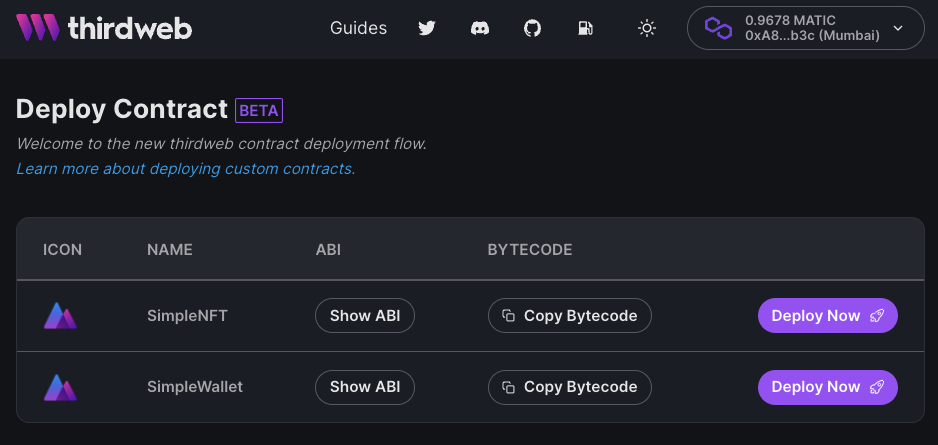 thirdweb
Guides
0.9678 MATIC
0xA8...b3c (Mumbai)
Deploy Contract BETA
Welcome to the new thirdweb contract deployment flow.
Learn more about deploying custom contracts.
ICON NAME ABI BYTECODE
SimpleNFT Show ABI Copy Bytecode Deploy Now
SimpleWallet Show ABI Copy Bytecode Deploy Now